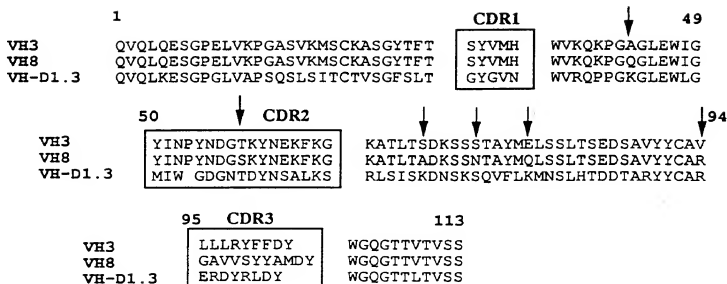 1 CDR1 49
VH3 QVQLQESGPELVKPGASVKMSCKASGYTFT SYVMH WVKQKPGAGLEWIG
VH8 QVQLQESGPELVKPGASVKMSCKASGYTFT SYVMH WVKQKPGQGLEWIG
VH-D1.3 QVQLKESGPGLVAPSQSLSITCTVSGFSLT GYGVN WVRQPPGKGLEWLG
50 CDR2 94
VH3 YINPYNDGTKYNEKFKG KATLTSDKSSSTAYMELSSLTSEDSAVYYCAV
VH8 YINPYNDGSKYNEKFKG KATLTADKSSNTAYMQLSSLTSEDSAVYYCAR
VH-D1.3 MIW GDGNTDYNSALKS RLSISKDNSKSQVFLKMNSLHTDDTARYYCAR
95 CDR3 113
VH3 LLLRYFFDY WGQGTTVTVSS
VH8 GAVVSYYAMDY WGQGTTVTVSS
VH-D1.3 ERDYRLDY WGQGTTLTVSS